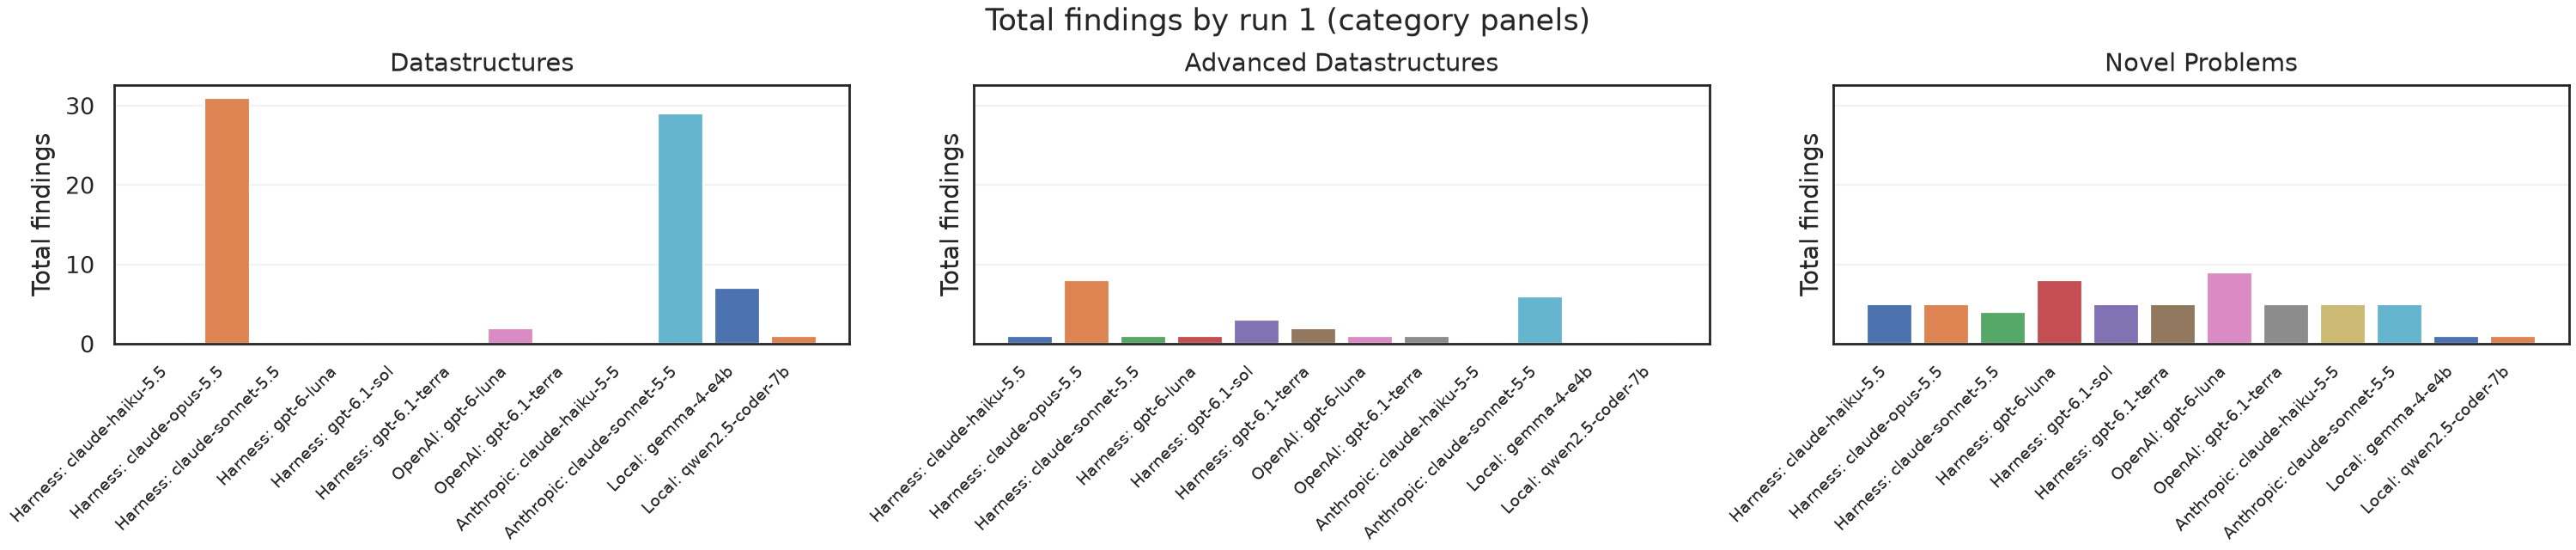 Total findings by run 1 (category panels)
Datastructures
Total findings
30
20
10
0
Harness: claude-haiku-5.5
Harness: claude-opus-5.5
Harness: claude-sonnet-5.5
Harness: gpt-6-luna
Harness: gpt-6.1-sol
Harness: gpt-6.1-terra
OpenAI: gpt-6-luna
OpenAI: gpt-6.1-terra
Anthropic: claude-haiku-5-5
Anthropic: claude-sonnet-5-5
Local: gemma-4-e4b
Local: qwen2.5-coder-7b
Advanced Datastructures
Total findings
Harness: claude-haiku-5.5
Harness: claude-opus-5.5
Harness: claude-sonnet-5.5
Harness: gpt-6-luna
Harness: gpt-6.1-sol
Harness: gpt-6.1-terra
OpenAI: gpt-6-luna
OpenAI: gpt-6.1-terra
Anthropic: claude-haiku-5-5
Anthropic: claude-sonnet-5-5
Local: gemma-4-e4b
Local: qwen2.5-coder-7b
Novel Problems
Total findings
Harness: claude-haiku-5.5
Harness: claude-opus-5.5
Harness: claude-sonnet-5.5
Harness: gpt-6-luna
Harness: gpt-6.1-sol
Harness: gpt-6.1-terra
OpenAI: gpt-6-luna
OpenAI: gpt-6.1-terra
Anthropic: claude-haiku-5-5
Anthropic: claude-sonnet-5-5
Local: gemma-4-e4b
Local: qwen2.5-coder-7b